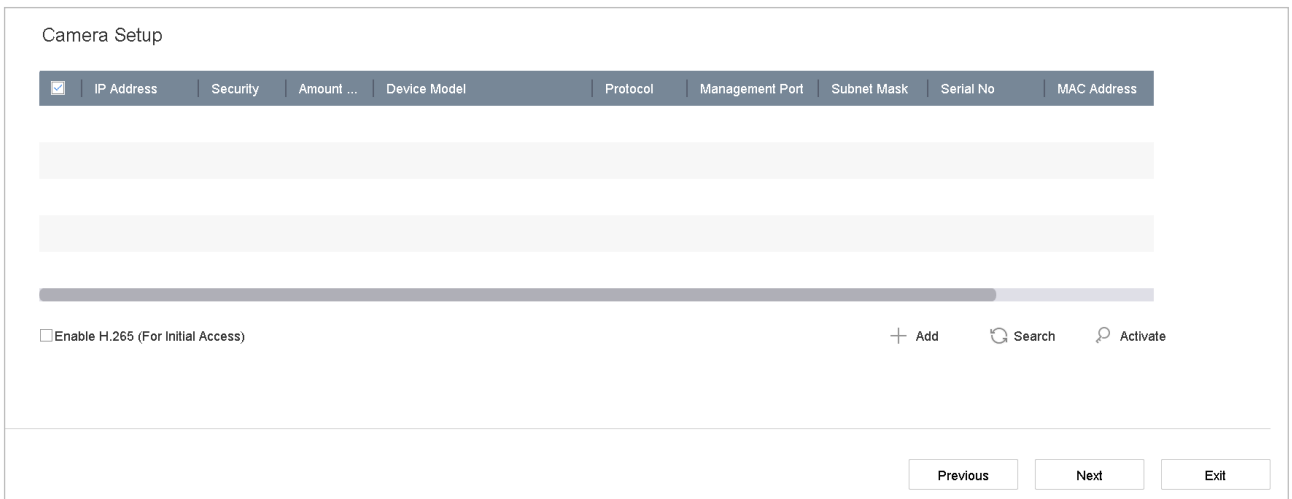 Camera Setup
IP Address Security Amount ... Device Model Protocol Management Port Subnet Mask Serial No MAC Address
Enable H.265 (For Initial Access) Add Search Activate
Previous Next Exit